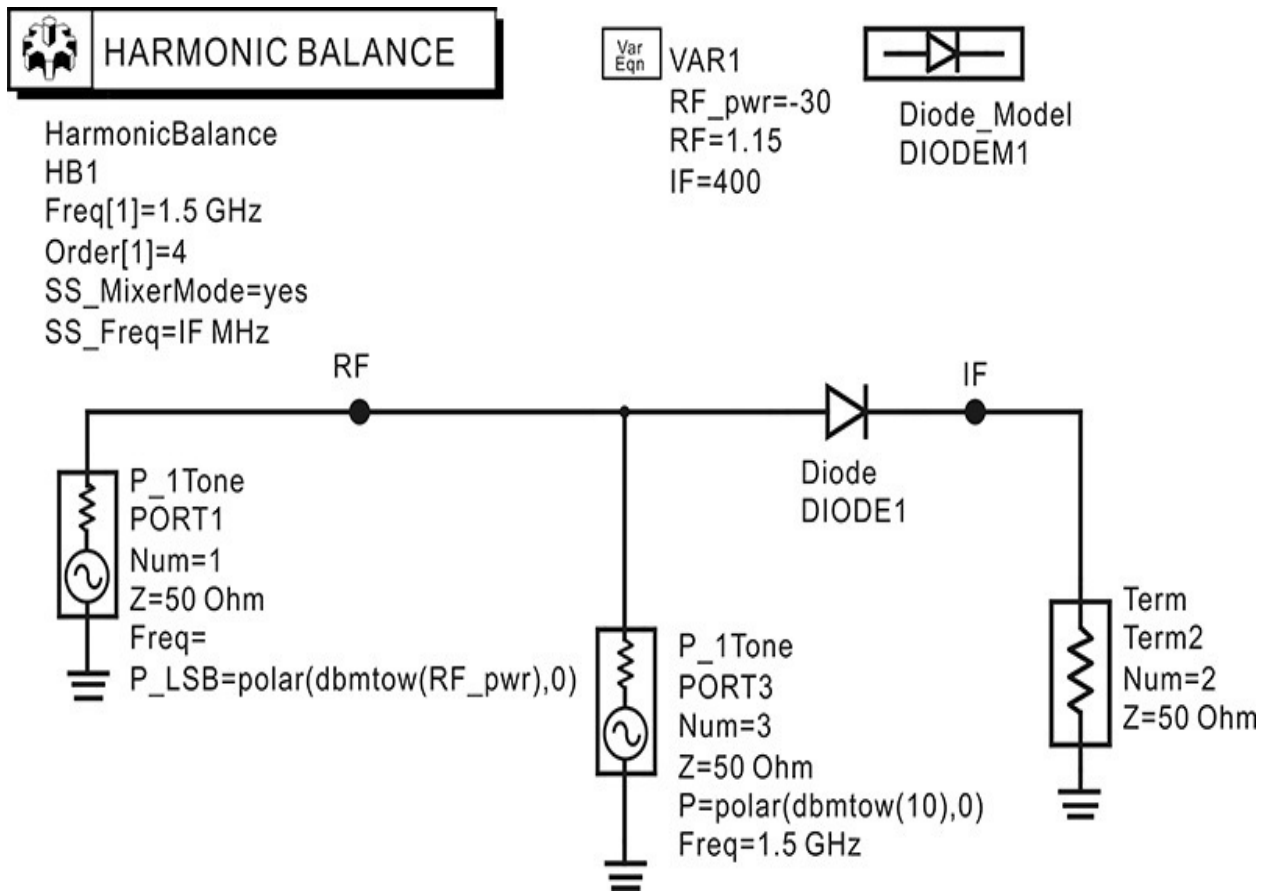 HARMONIC BALANCE
HarmonicBalance
HB1
Freq[1]=1.5 GHz
Order[1]=4
SS_MixerMode=yes
SS_Freq=IF MHz
Var
Eqn
VAR1
RF_pwr=-30
RF=1.15
IF=400
Diode_Model
DIODEM1
RF
IF
P_1Tone
PORT1
Num=1
Z=50 Ohm
Freq=
P_LSB=polar(dbmtow(RF_pwr),0)
Diode
DIODE1
P_1Tone
PORT3
Num=3
Z=50 Ohm
P=polar(dbmtow(10),0)
Freq=1.5 GHz
Term
Term2
Num=2
Z=50 Ohm